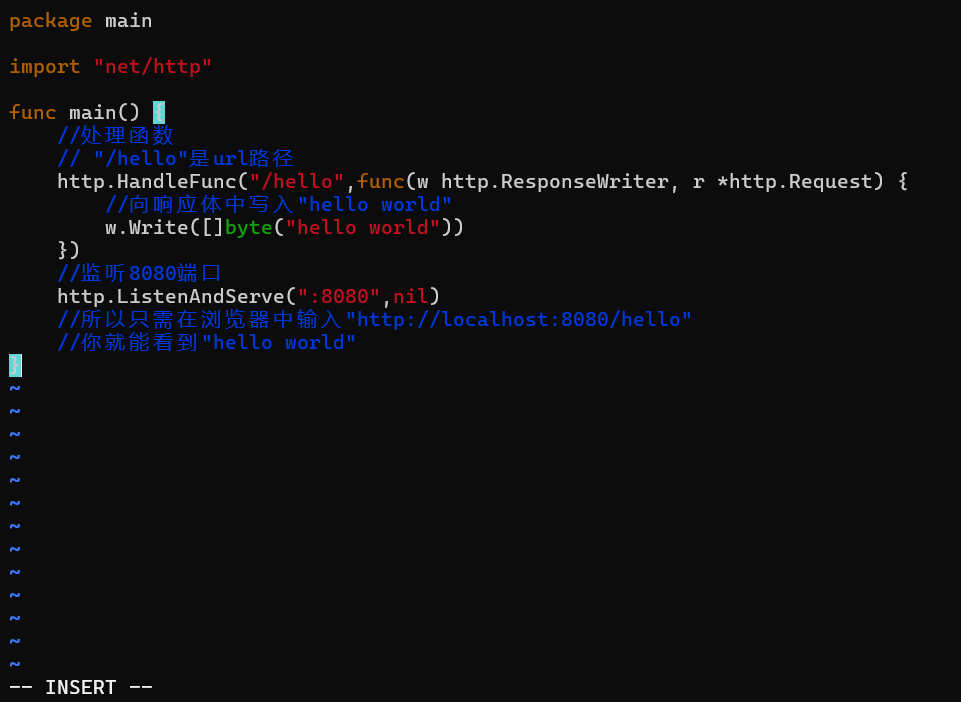 package main
import "net/http"
func main() {
//处理函数
// "/hello"是url路径
http.HandleFunc("/hello",func(w http.ResponseWriter, r *http.Request) {
//向响应体中写入"hello world"
w.Write([]byte("hello world"))
})
//监听8080端口
http.ListenAndServe(":8080",nil)
//所以只需在浏览器中输入"http://localhost:8080/hello"
//你就能看到"hello world"
}
~
~
~
~
~
~
~
~
~
~
~
~
~
-- INSERT --